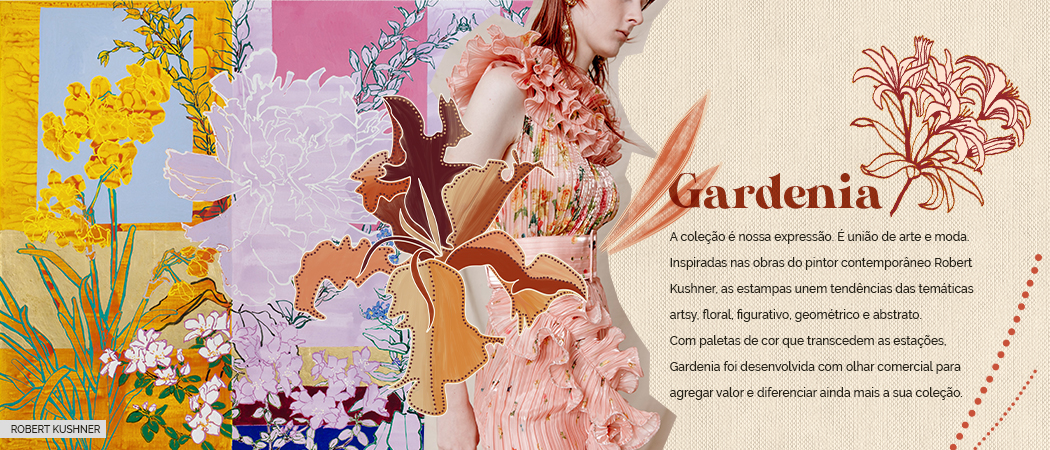 Gardenia
A coleção é nossa expressão. É união de arte e moda.
Inspiradas nas obras do pintor contemporâneo Robert
Kushner, as estampas unem tendências das temáticas
artsy, floral, figurativo, geométrico e abstrato.
Com paletas de cor que transcedem as estações,
Gardenia foi desenvolvida com olhar comercial para
agregar valor e diferenciar ainda mais a sua coleção.
ROBERT KUSHNER